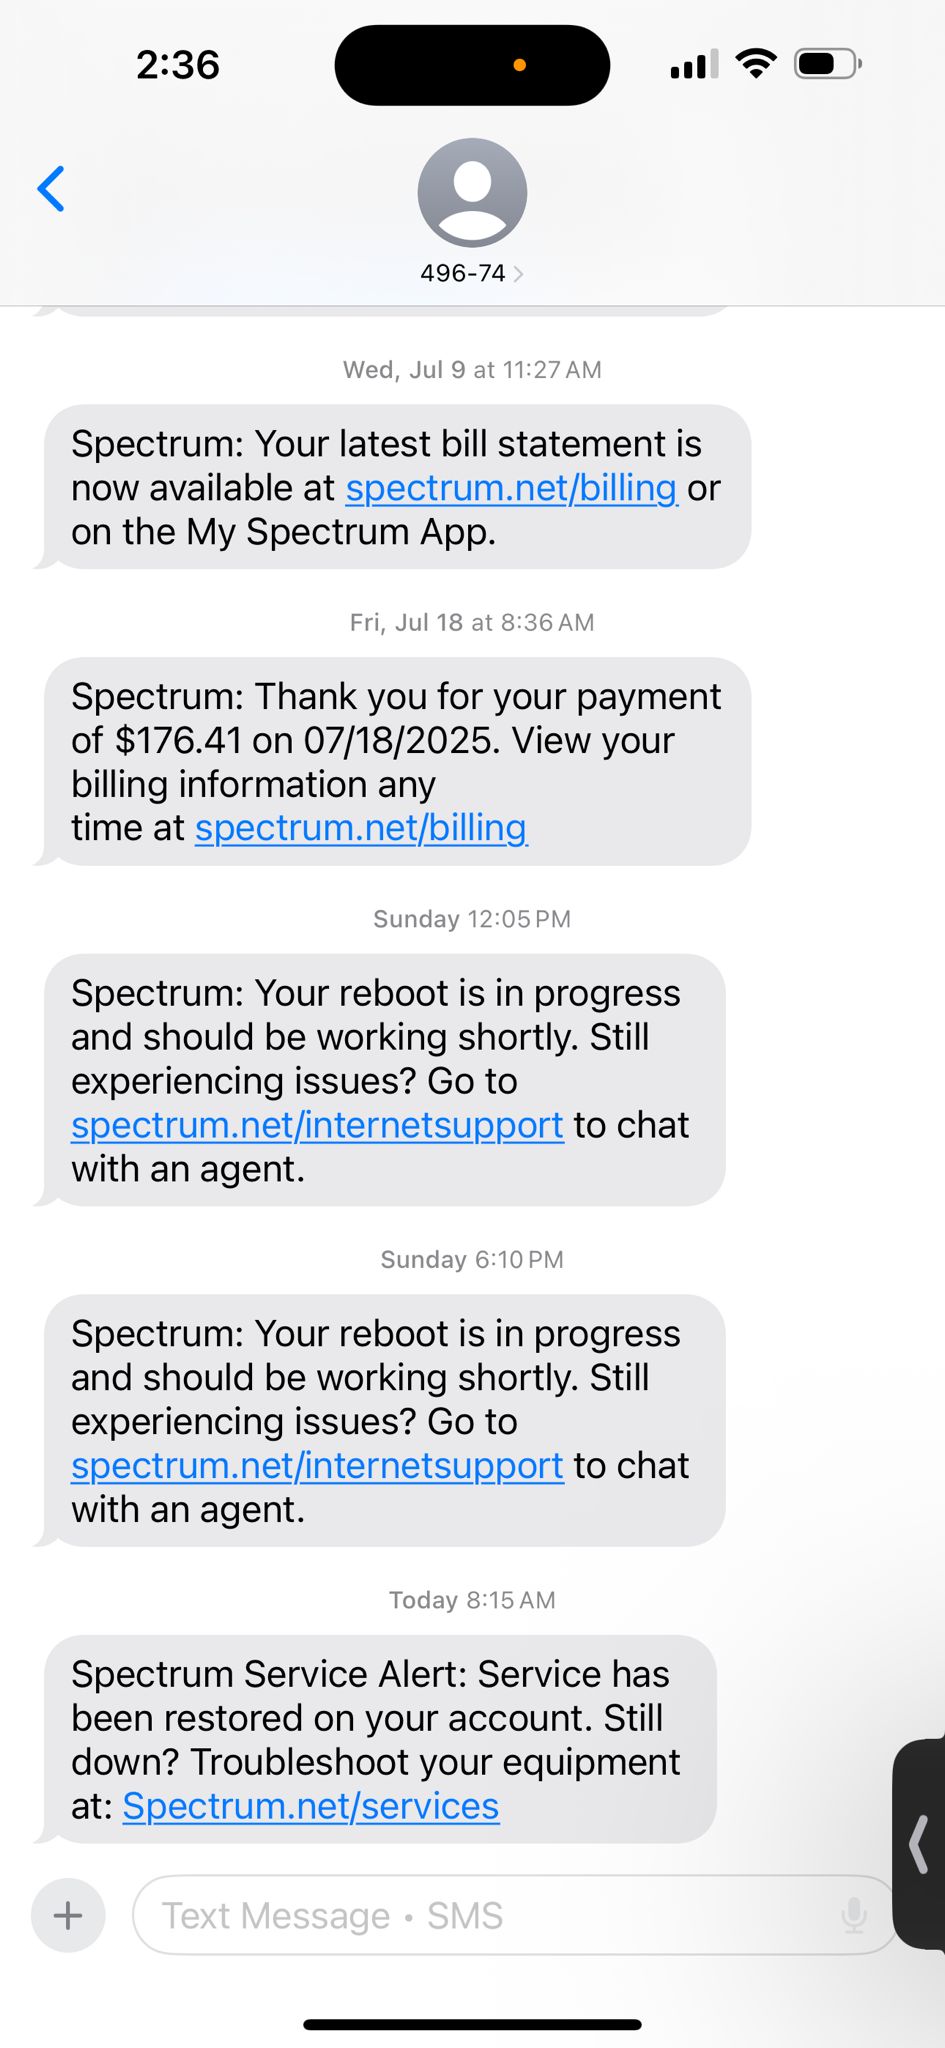 2:36
496-74
Wed, Jul 9 at 11:27 AM
Spectrum: Your latest bill statement is
now available at spectrum.net/billing or
on the My Spectrum App.
Fri, Jul 18 at 8:36 AM
Spectrum: Thank you for your payment
of $176.41 on 07/18/2025. View your
billing information any
time at spectrum.net/billing
Sunday 12:05 PM
Spectrum: Your reboot is in progress
and should be working shortly. Still
experiencing issues? Go to
spectrum.net/internetsupport to chat
with an agent.
Sunday 6:10 PM
Spectrum: Your reboot is in progress
and should be working shortly. Still
experiencing issues? Go to
spectrum.net/internetsupport to chat
with an agent.
Today 8:15 AM
Spectrum Service Alert: Service has
been restored on your account. Still
down? Troubleshoot your equipment
at: Spectrum.net/services
Text Message • SMS